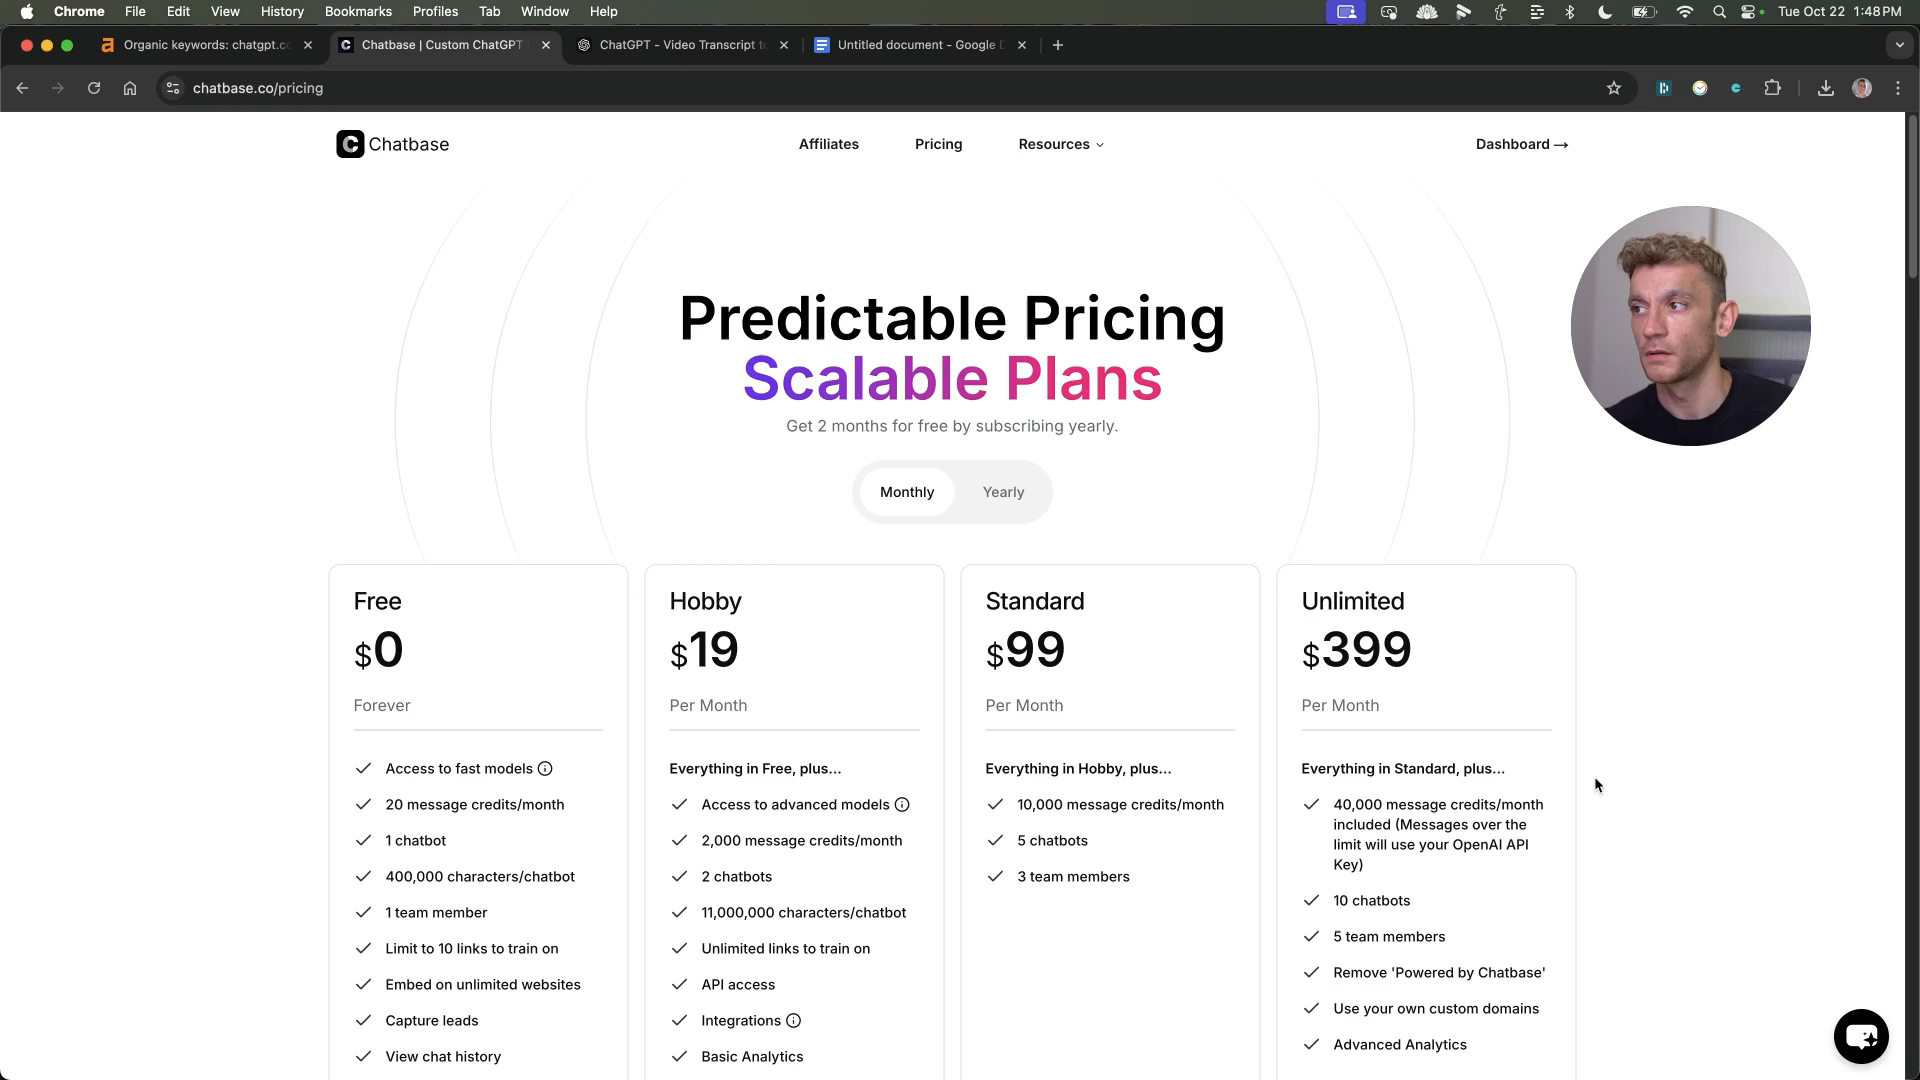 Chrome File Edit View History Bookmarks Profiles Tab Window Help Tue Oct 22 1:48 PM
Organic keywords: chatgpt.c Chatbase | Custom ChatGPT ChatGPT - Video Transcript t Untitled document - Google
chatbase.co/pricing
Chatbase Affiliates Pricing Resources Dashboard →
Predictable Pricing
Scalable Plans
Get 2 months for free by subscribing yearly.
Monthly Yearly
Free
$0
Forever
Access to fast models
20 message credits/month
1 chatbot
400,000 characters/chatbot
1 team member
Limit to 10 links to train on
Embed on unlimited websites
Capture leads
View chat history
Hobby
$19
Per Month
Everything in Free, plus...
Access to advanced models
2,000 message credits/month
2 chatbots
11,000,000 characters/chatbot
Unlimited links to train on
API access
Integrations
Basic Analytics
Standard
$99
Per Month
Everything in Hobby, plus...
10,000 message credits/month
5 chatbots
3 team members
Unlimited
$399
Per Month
Everything in Standard, plus...
40,000 message credits/month
included (Messages over the
limit will use your OpenAI API
Key)
10 chatbots
5 team members
Remove 'Powered by Chatbase'
Use your own custom domains
Advanced Analytics